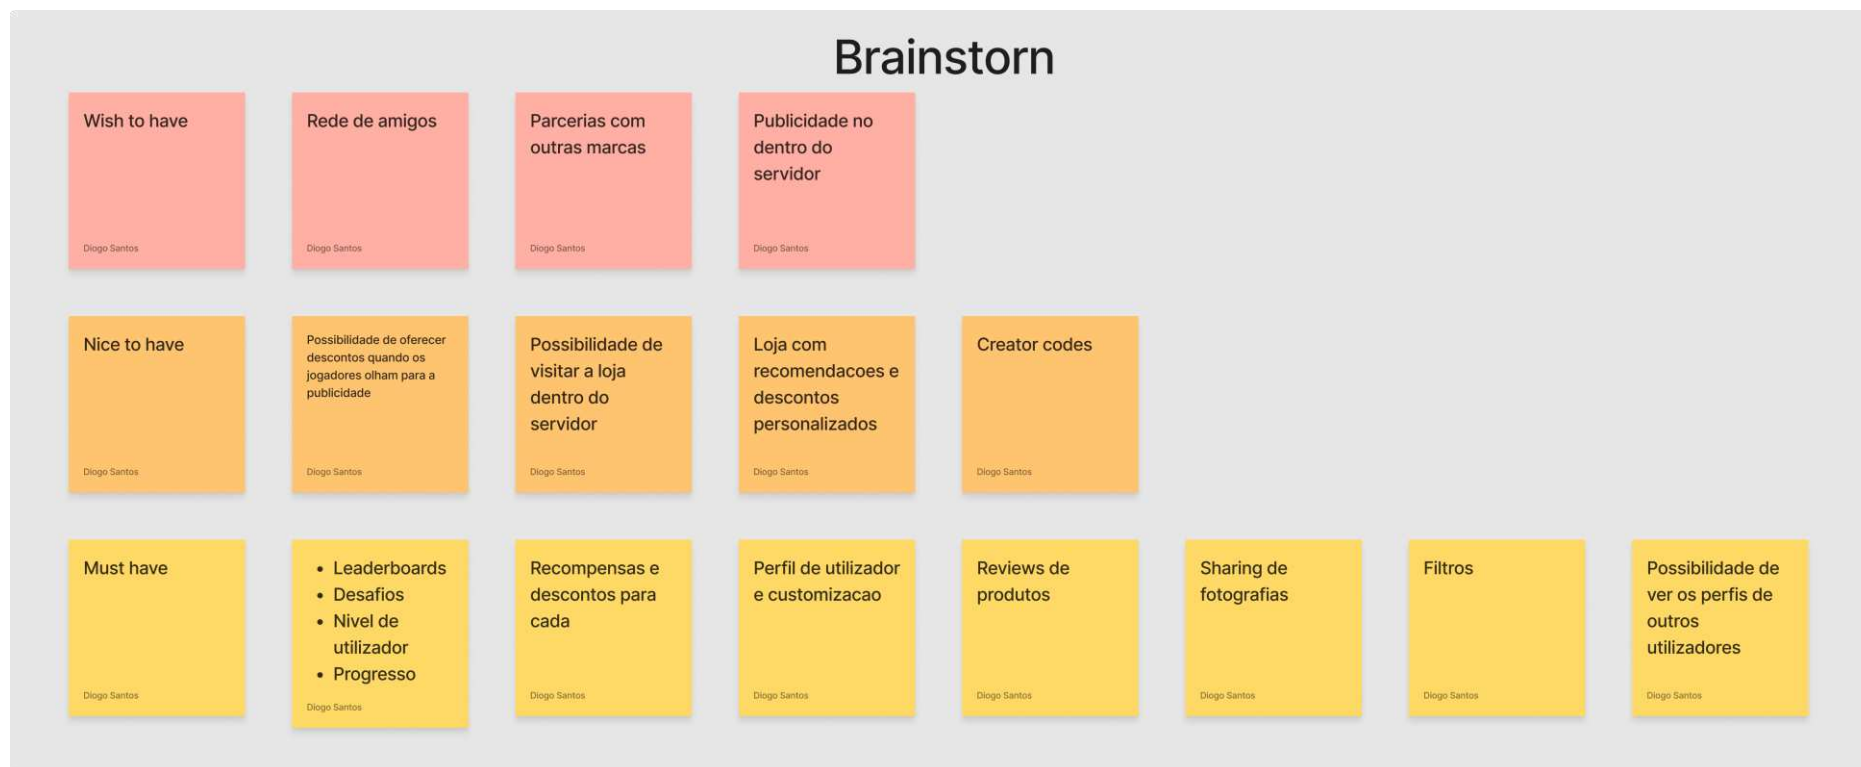 Brainstorn
Wish to have
Diogo Santos
Rede de amigos
Diogo Santos
Parcerias com
outras marcas
Diogo Santos
Publicidade no
dentro do
servidor
Diogo Santos
Nice to have
Diogo Santos
Possibilidade de oferecer
descontos quando os
jogadores olham para a
publicidade
Diogo Santos
Possibilidade de
visitar a loja
dentro do
servidor
Diogo Santos
Loja com
recomendacoes e
descontos
personalizados
Diogo Santos
Creator codes
Diogo Santos
Must have
Diogo Santos
• Leaderboards
• Desafios
• Nivel de
utilizador
• Progresso
Diogo Santos
Recompensas e
descontos para
cada
Diogo Santos
Perfil de utilizador
e customizacao
Diogo Santos
Reviews de
produtos
Diogo Santos
Sharing de
fotografias
Diogo Santos
Filtros
Diogo Santos
Possibilidade de
ver os perfis de
outros
utilizadores
Diogo Santos